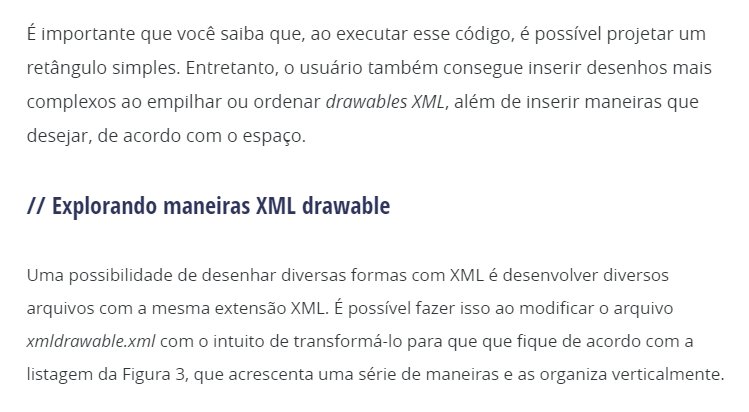 É importante que você saiba que, ao executar esse código, é possível projetar um
retângulo simples. Entretanto, o usuário também consegue inserir desenhos mais
complexos ao empilhar ou ordenar drawables XML, além de inserir maneiras que
desejar, de acordo com o espaço.
// Explorando maneiras XML drawable
Uma possibilidade de desenhar diversas formas com XML é desenvolver diversos
arquivos com a mesma extensão XML. É possível fazer isso ao modificar o arquivo
xmldrawable.xml com o intuito de transformá-lo para que que fique de acordo com a
listagem da Figura 3, que acrescenta uma série de maneiras e as organiza verticalmente.